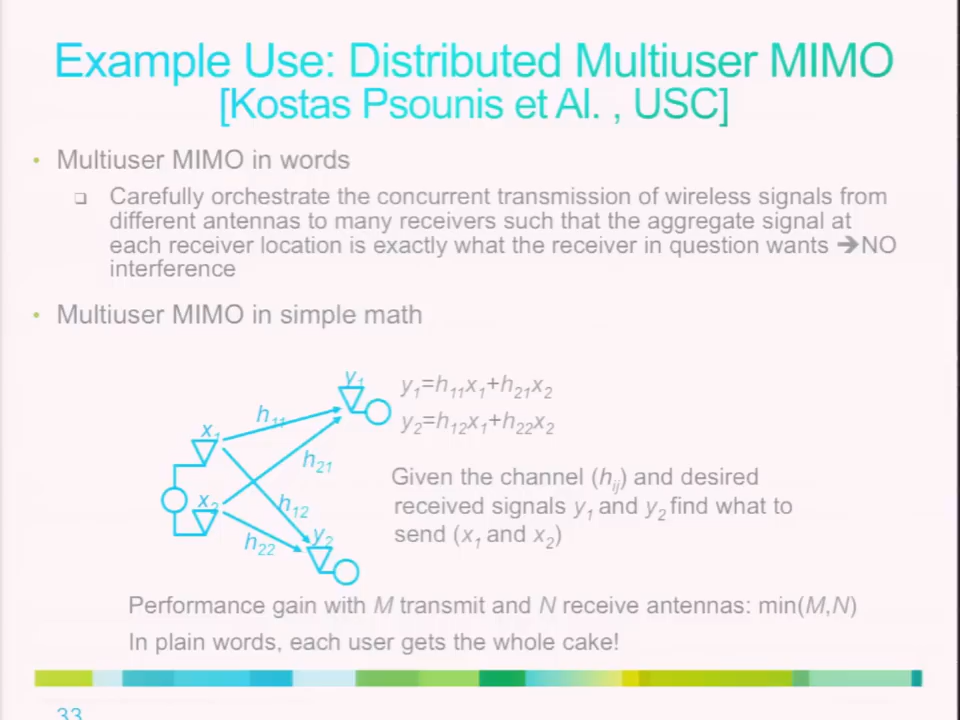 Example Use: Distributed Multiuser MIMO
[Kostas Psounis et Al. , USC]
• Multiuser MIMO in words
❑ Carefully orchestrate the concurrent transmission of wireless signals from
different antennas to many receivers such that the aggregate signal at
each receiver location is exactly what the receiver in question wants ➔NO
interference
• Multiuser MIMO in simple math
y1
y1=h11x1+h21x2
h11
y2=h12x1+h22x2
x1
h21
Given the channel (hij) and desired
x2
h12
received signals y1 and y2 find what to
h22
y2
send (x1 and x2)
Performance gain with M transmit and N receive antennas: min(M,N)
In plain words, each user gets the whole cake!
33